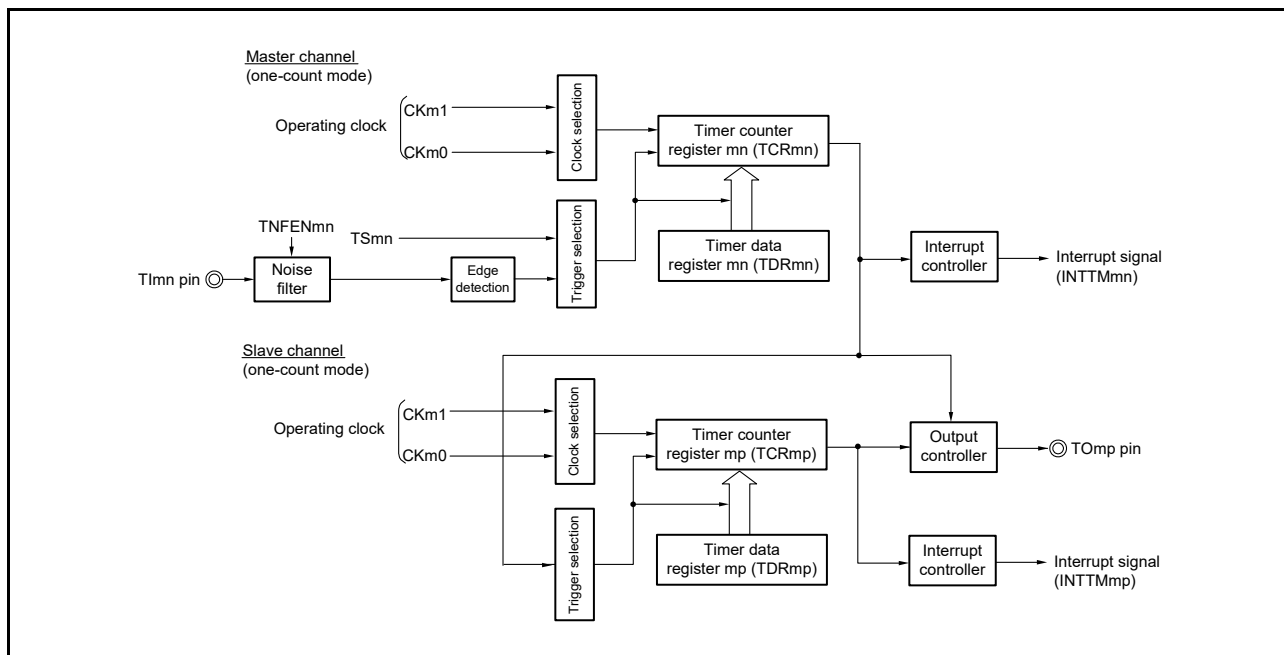 Master channel
(one-count mode)
Operating clock
CKm1
CKm0
Clock selection
Timer counter
register mn (TCRmn)
TNFENmn
TSmn
TImn pin
Noise
filter
Edge
detection
Trigger selection
Timer data
register mn (TDRmn)
Interrupt
controller
Interrupt signal
(INTTMmn)
Slave channel
(one-count mode)
Operating clock
CKm1
CKm0
Clock selection
Timer counter
register mp (TCRmp)
Output
controller
TOmp pin
Trigger selection
Timer data
register mp (TDRmp)
Interrupt
controller
Interrupt signal
(INTTMmp)